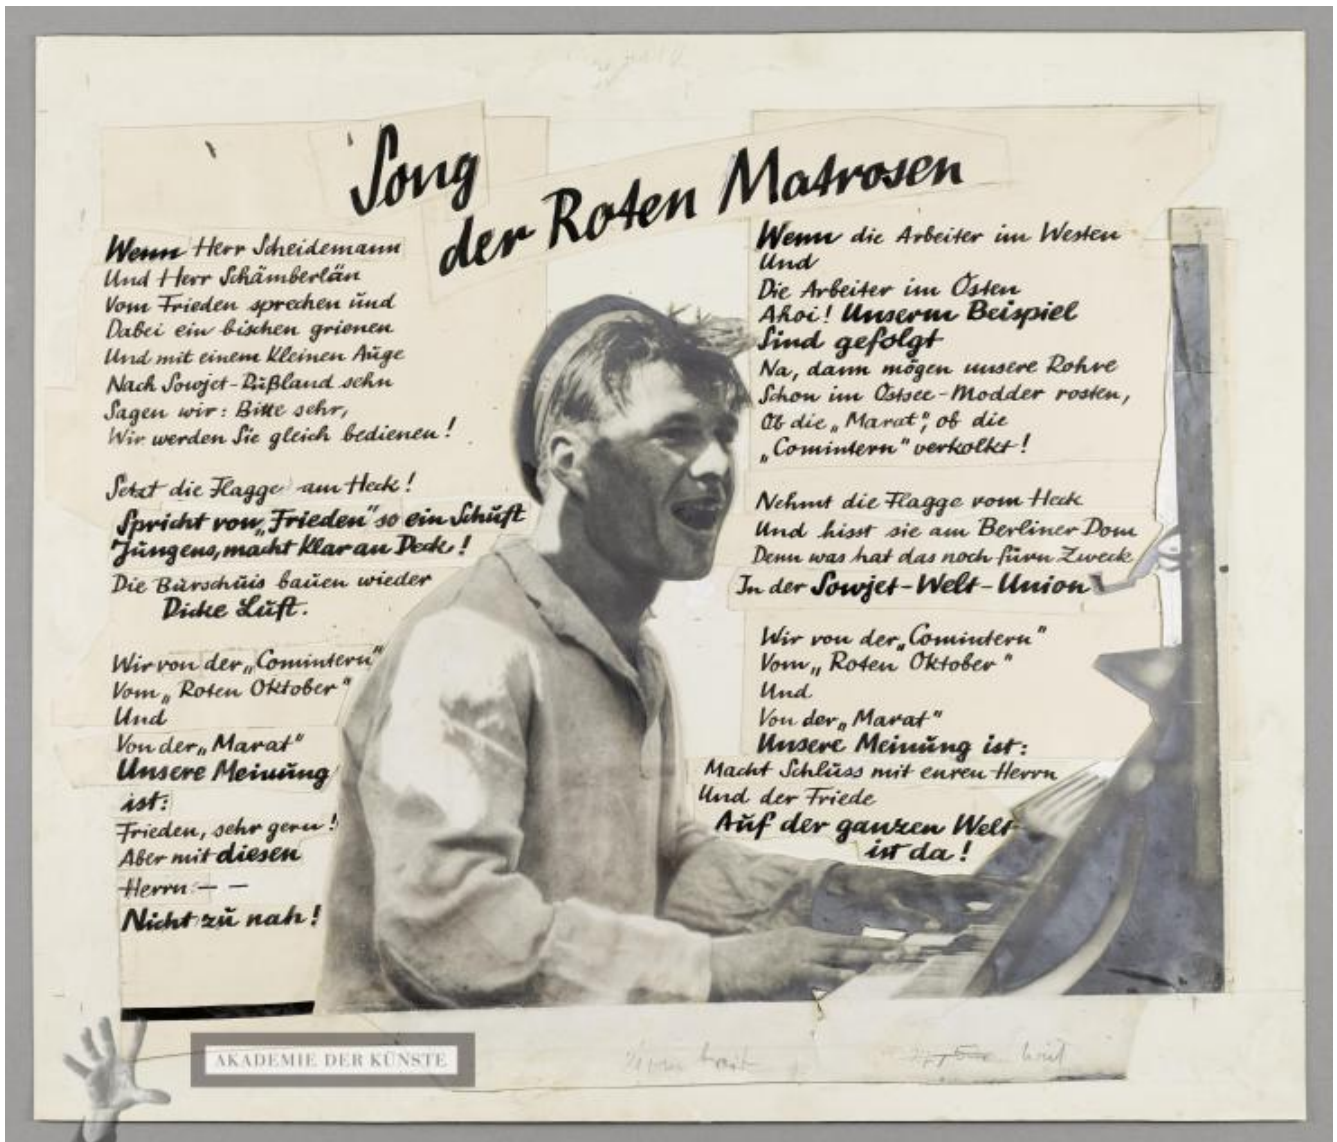 Song
der Roten Matrosen
Wenn Herr Scheidemann
Und Herr Schämberlän
Vom Frieden sprechen und
Dabei ein bischen grienen
Und mit einem kleinen Auge
Nach Sowjet-Rußland sehn
Sagen wir: Bitte sehr,
Wir werden Sie gleich bedienen!
Setzt die Flagge am Heck!
Spricht von „Frieden" so ein Schuft
Jungens, macht klar an Deck!
Die Burschuis bauen wieder
Dicke Luft.
Wir von der „Comintern"
Vom „Roten Oktober"
Und
Von der „Marat"
Unsere Meinung
ist:
Frieden, sehr gern!
Aber mit diesen
Herrn: – –
Nicht zu nah!
Wenn die Arbeiter im Westen
Und
Die Arbeiter im Osten
Ahoi! Unserm Beispiel
Sind gefolgt
Na, dann mögen unsere Rohre
Schon im Ostsee-Modder rosten,
Ob die „Marat", ob die
„Comintern" verkolkt!
Nehmt die Flagge vom Heck
Und hisst sie am Berliner Dom
Denn was hat das noch fürn Zweck
In der Sowjet-Welt-Union
Wir von der „Comintern"
Vom „Roten Oktober"
Und
Von der „Marat"
Unsere Meinung ist:
Macht Schluss mit euren Herrn
Und der Friede
Auf der ganzen Welt
ist da!
AKADEMIE DER KÜNSTE